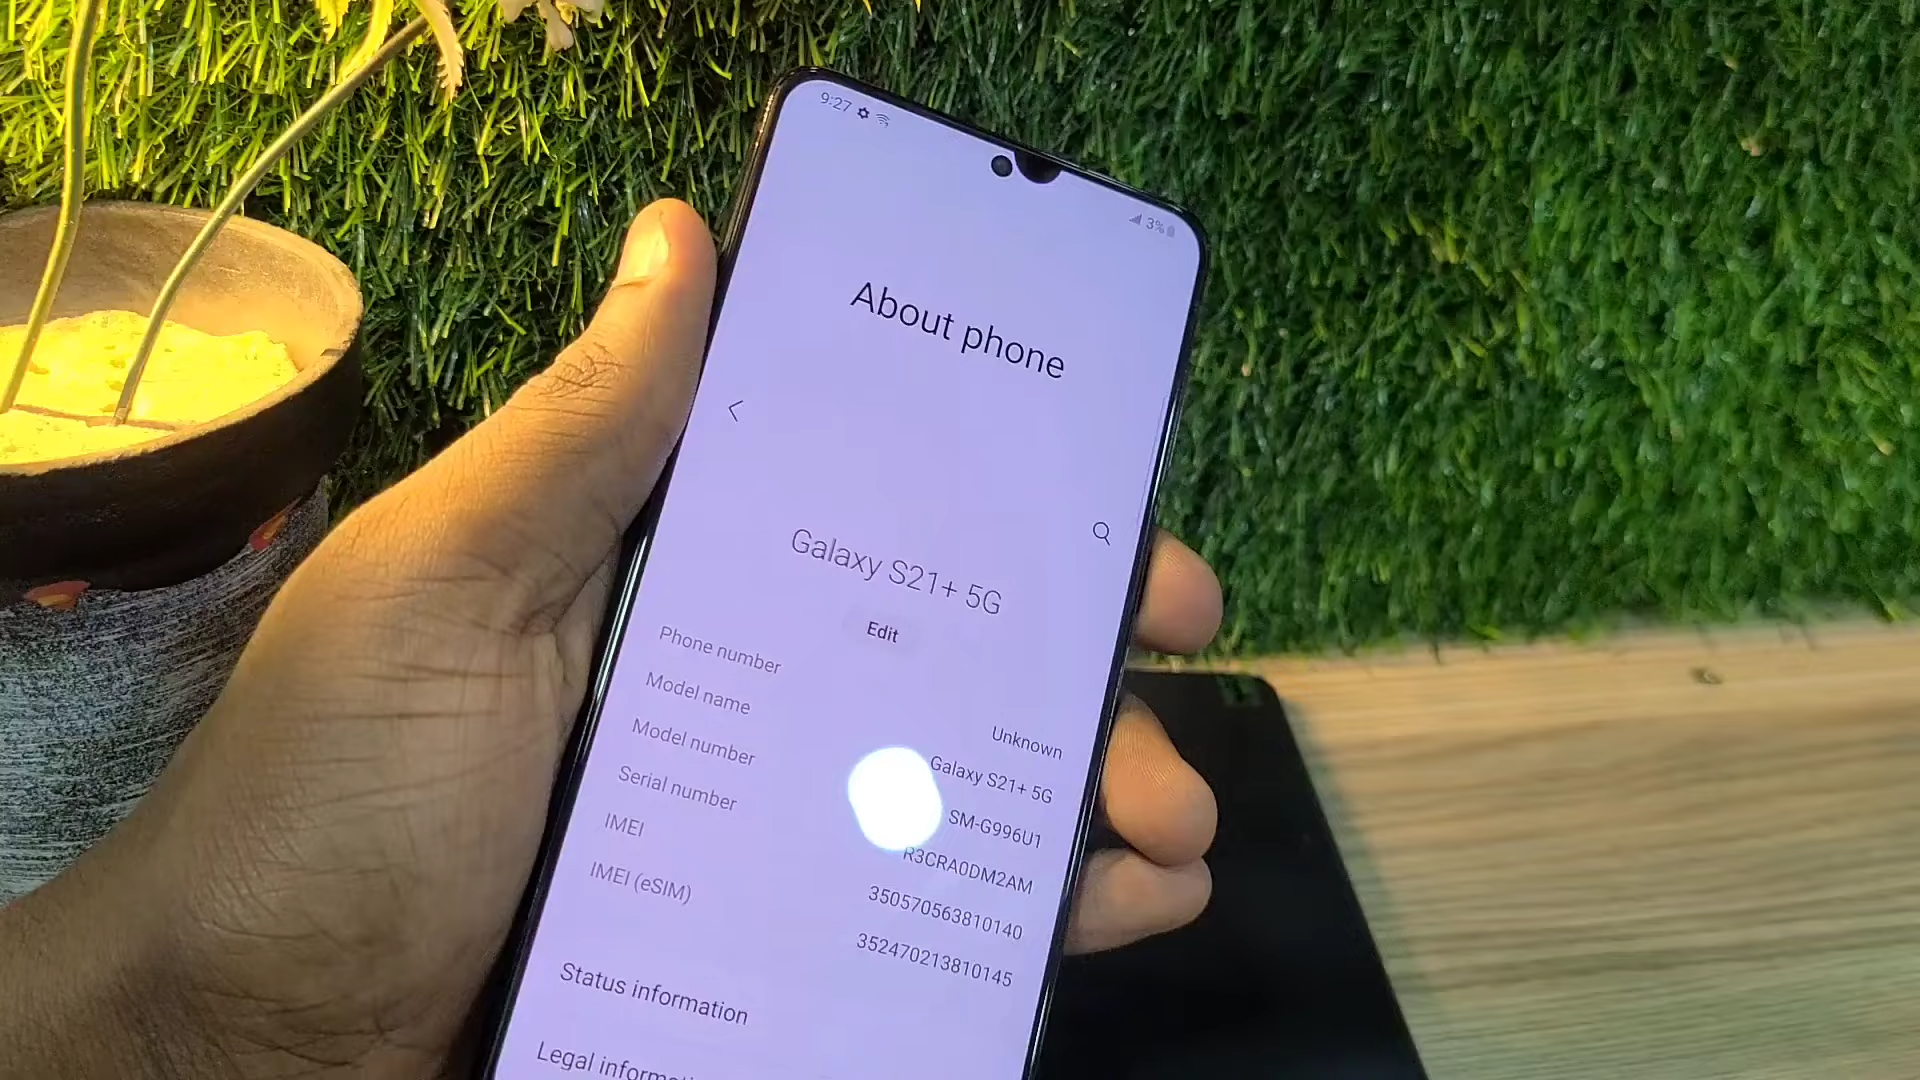 9:27
3%
About phone
Galaxy S21+ 5G
Edit
Phone number
Unknown
Model name
Galaxy S21+ 5G
Model number
SM-G996U1
Serial number
R3CRA0DM2AM
IMEI
350570563810140
IMEI (eSIM)
352470213810145
Status information
Legal